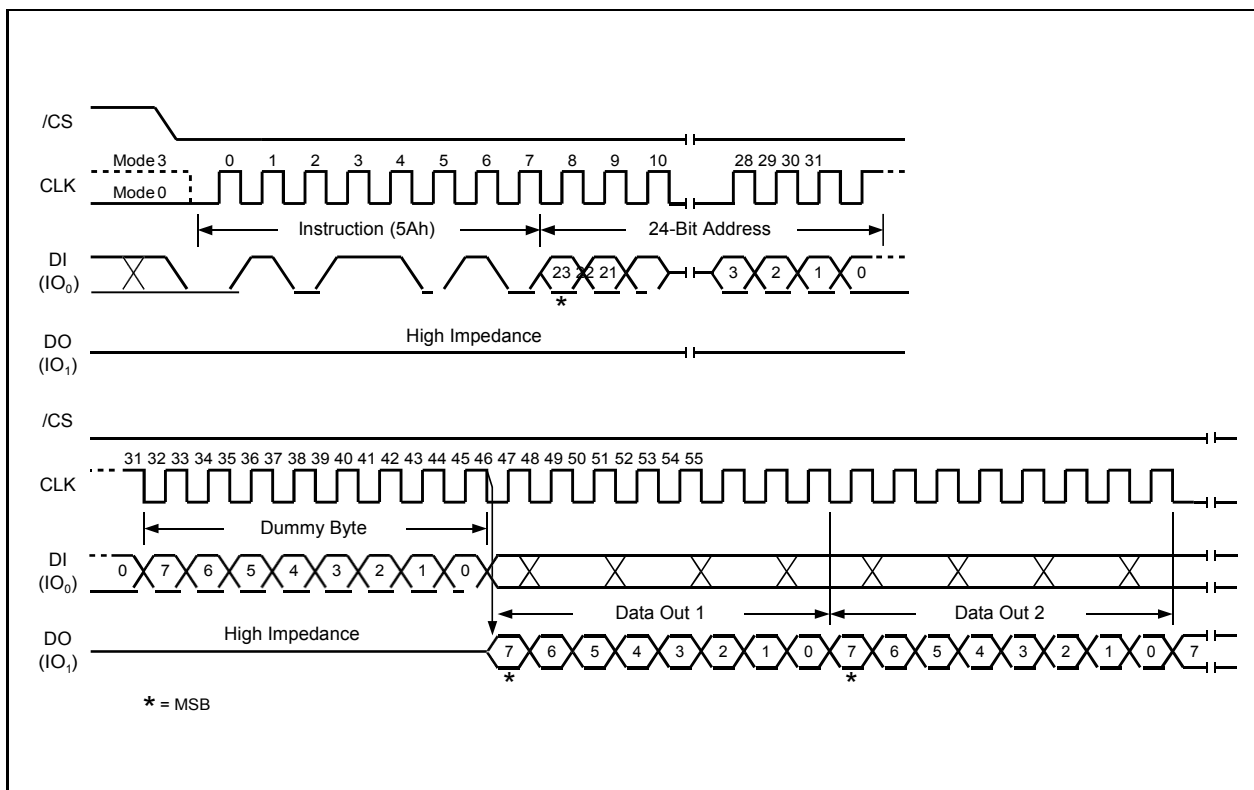 /CS
Mode 3
0 1 2 3 4 5 6 7 8 9 10 28 29 30 31
CLK
Mode 0
Instruction (5Ah) 24-Bit Address
DI
(IO0)
23 22 21 3 2 1 0
*
High Impedance
DO
(IO1)
/CS
31 32 33 34 35 36 37 38 39 40 41 42 43 44 45 46 47 48 49 50 51 52 53 54 55
CLK
Dummy Byte
DI
(IO0)
0 7 6 5 4 3 2 1 0
Data Out 1 Data Out 2
High Impedance
DO
(IO1)
7 6 5 4 3 2 1 0 7 6 5 4 3 2 1 0 7
* *
* = MSB